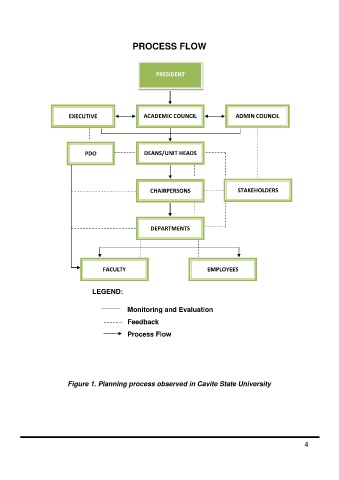 PROCESS FLOW
PRESIDENT
EXECUTIVE
ACADEMIC COUNCIL
ADMIN COUNCIL
PDO
DEANS/UNIT HEADS
CHAIRPERSONS
STAKEHOLDERS
DEPARTMENTS
FACULTY
EMPLOYEES
LEGEND:
Monitoring and Evaluation
Feedback
Process Flow
Figure 1. Planning process observed in Cavite State University
4